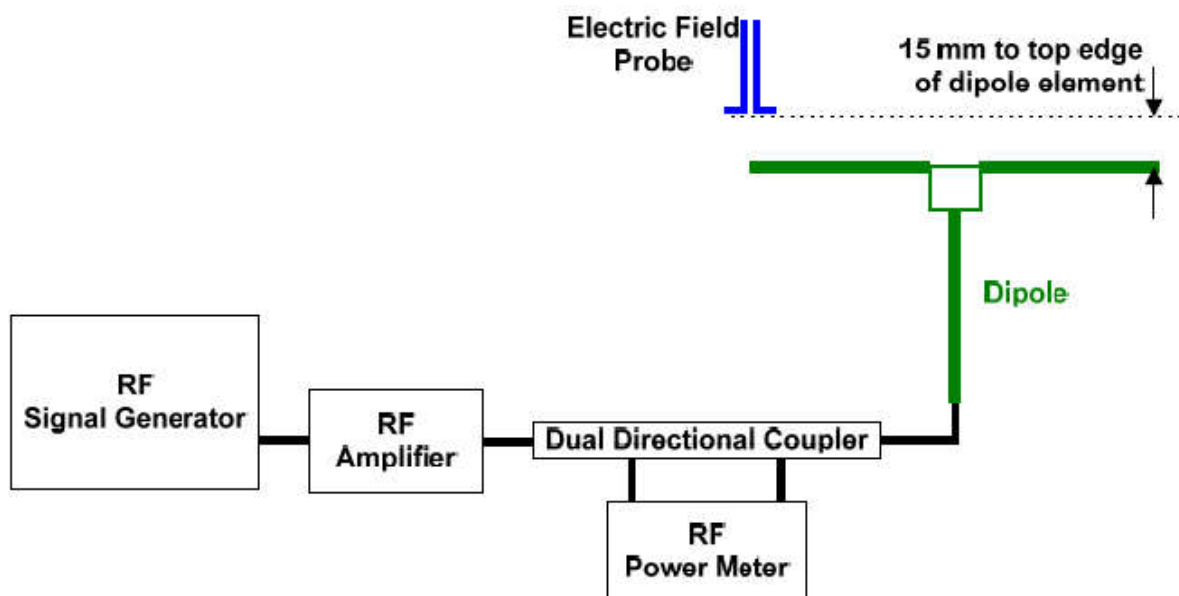 Electric Field
Probe
15 mm to top edge
of dipole element
Dipole
RF
Signal Generator
RF
Amplifier
Dual Directional Coupler
RF
Power Meter